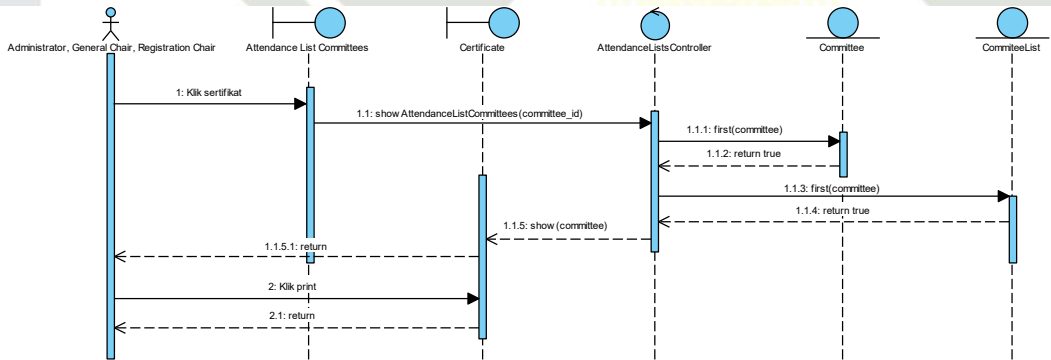 Administrator, General Chair, Registration Chair
Attendance List Committees
Certificate
AttendanceListsController
Committee
CommiteeList
1: Klik sertifikat
1.1: show AttendanceListCommittees(committee_id)
1.1.1: first(committee)
1.1.2: return true
1.1.3: first(committee)
1.1.4: return true
1.1.5: show (committee)
1.1.5.1: return
2: Klik print
2.1: return